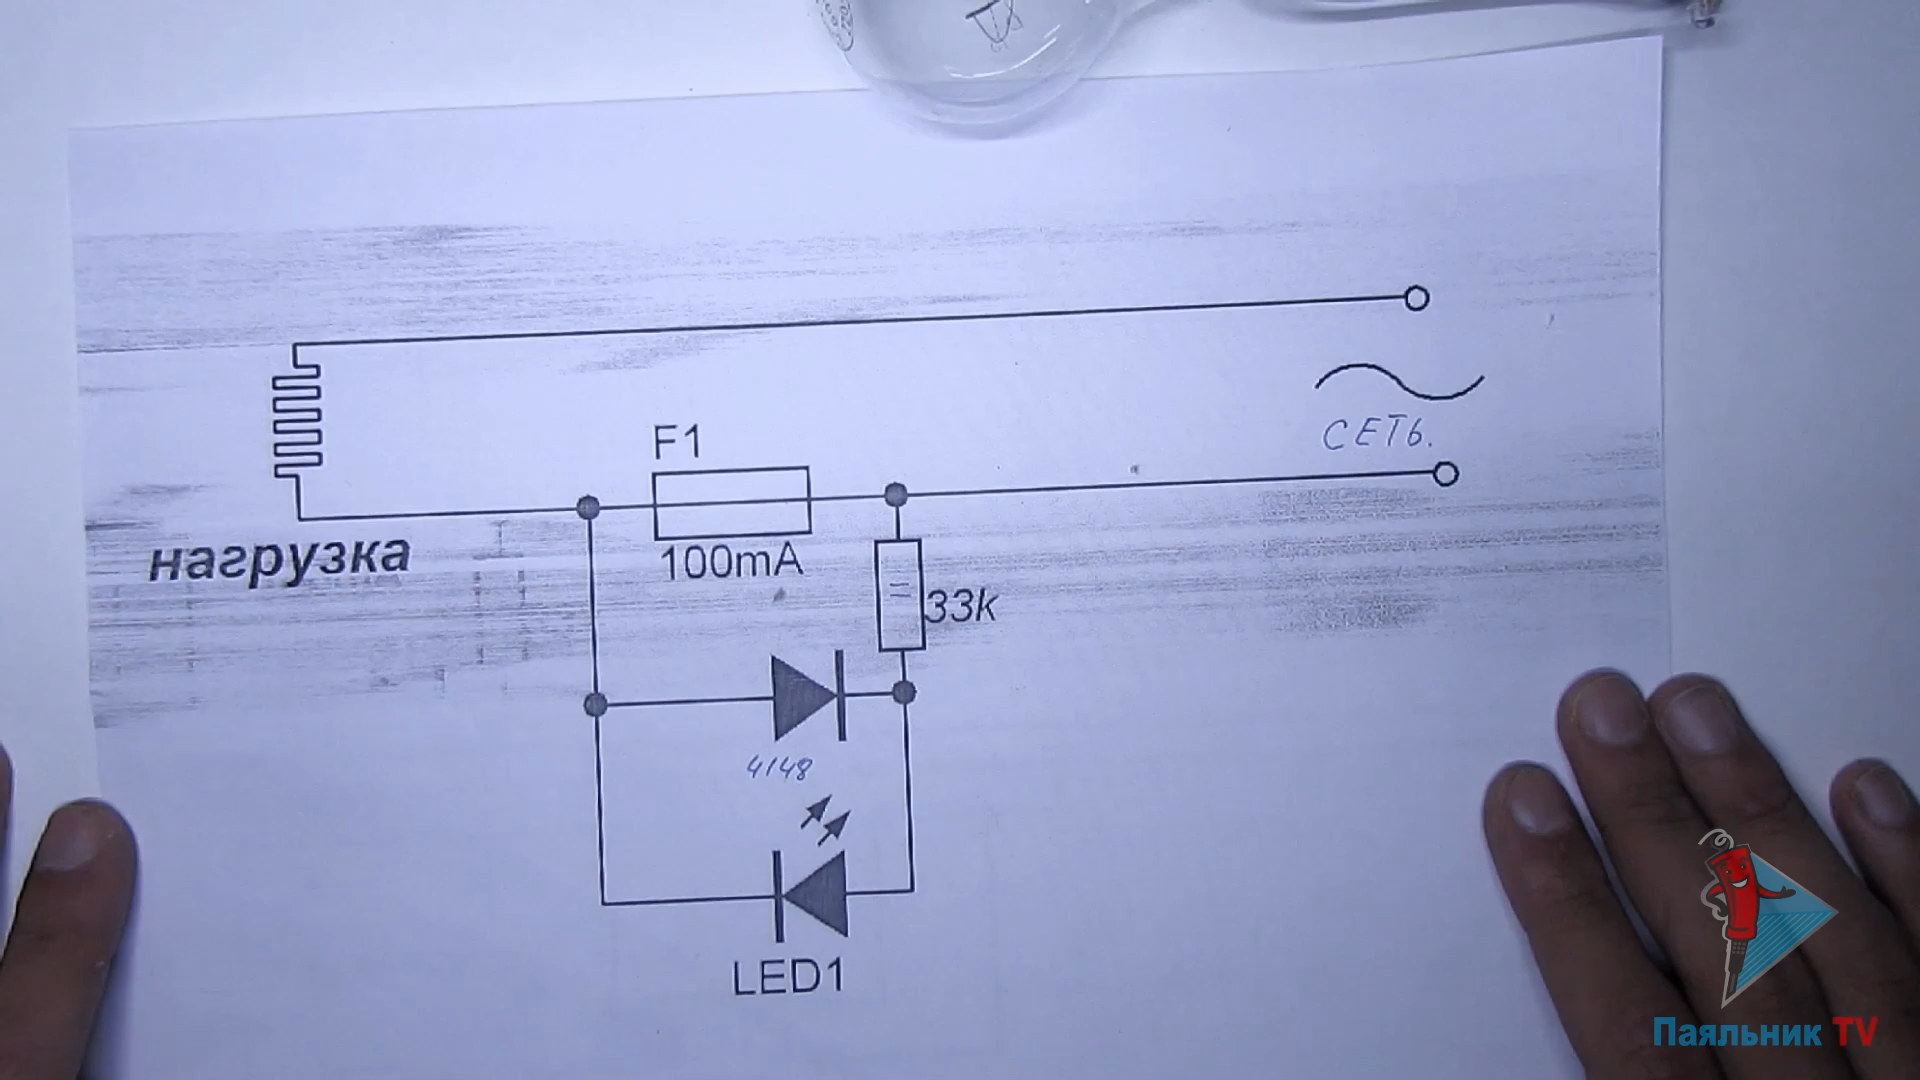 СЕТЬ.
F1
100mA
нагрузка
33k
4148
LED1
Паяльник TV